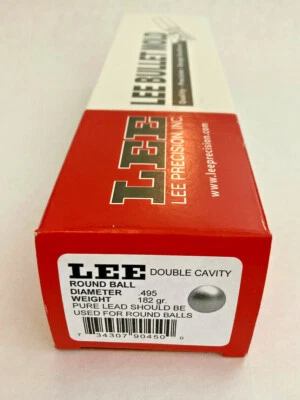 LEE BULLET MOLD
LEE
LEE PRECISION, INC.
www.leeprecision.com
LEE DOUBLE CAVITY
ROUND BALL
DIAMETER .495
WEIGHT 182 gr.
PURE LEAD SHOULD BE
USED FOR ROUND BALLS
7 34307 90450 0